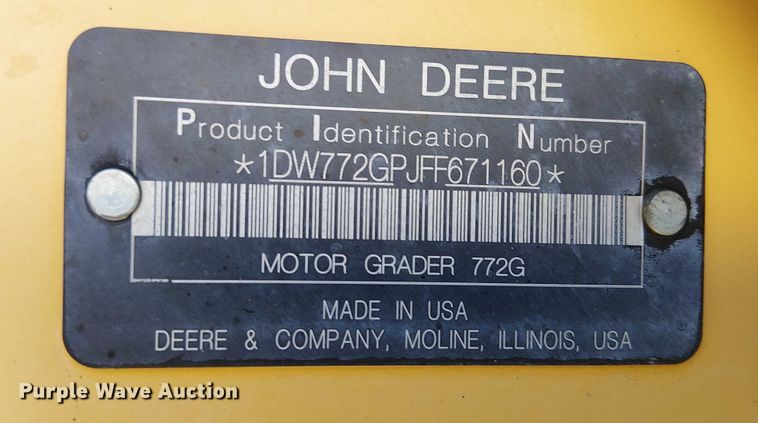 JOHN DEERE
Product Identification Number
*1DW772GPJFF671160*
MOTOR GRADER 772G
MADE IN USA
DEERE & COMPANY, MOLINE, ILLINOIS, USA
Purple Wave Auction